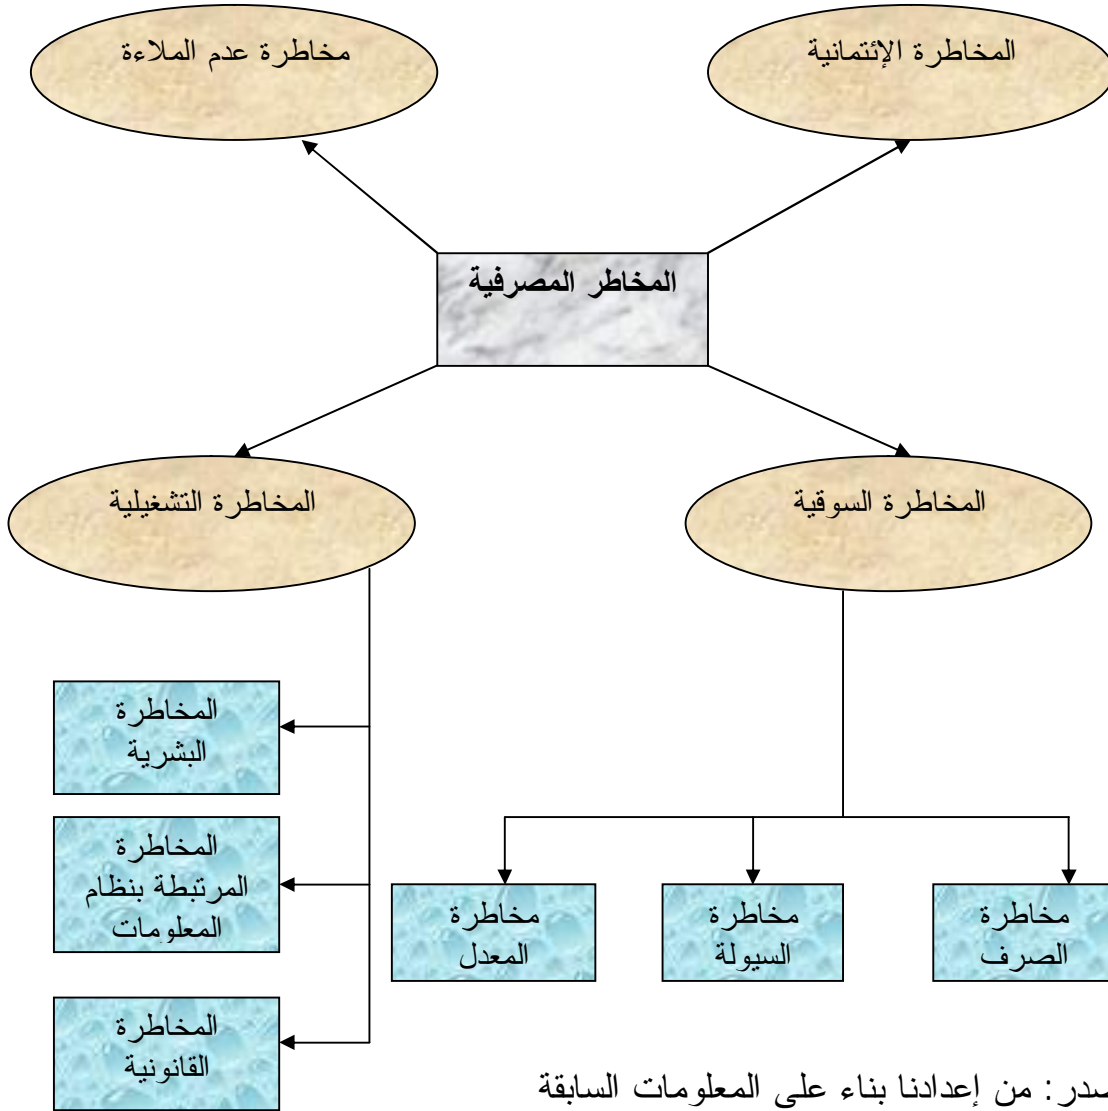 المخاطرة الإئتمانية
مخاطرة عدم الملاءة
المخاطر المصرفية
المخاطرة السوقية
المخاطرة التشغيلية
المخاطرة
البشرية
المخاطرة
المرتبطة بنظام
المعلومات
المخاطرة
القانونية
مخاطرة
الصرف
مخاطرة
السيولة
مخاطرة
المعدل
صدر: من إعدادنا بناء على المعلومات السابقة